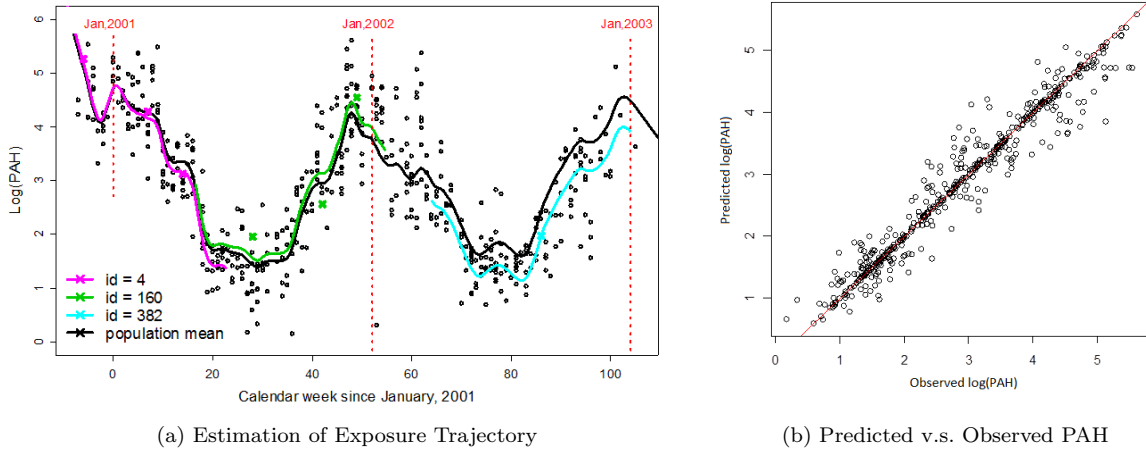 Jan,2001
Jan,2002
Jan,2003
6
5
4
3
2
1
0
Log(PAH)
id = 4
id = 160
id = 382
population mean
0
20
40
60
80
100
Calendar week since January, 2001
(a) Estimation of Exposure Trajectory
5
4
3
2
1
Predicted log(PAH)
0
1
2
3
4
5
Observed log(PAH)
(b) Predicted v.s. Observed PAH